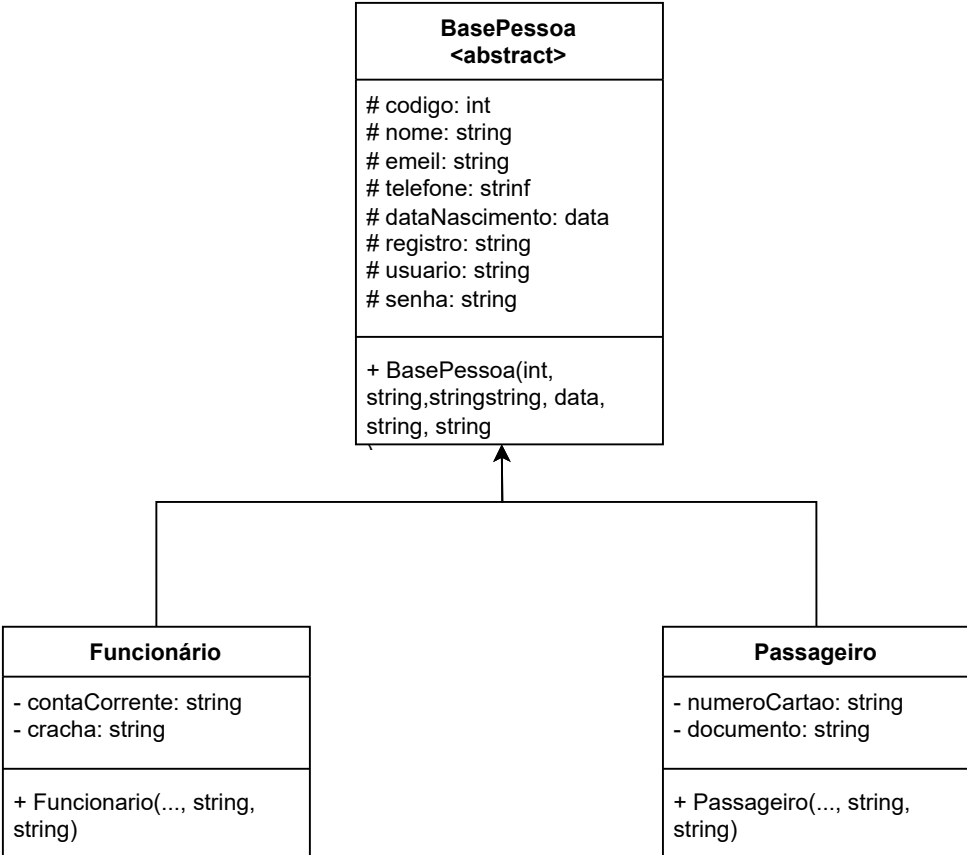 BasePessoa
<abstract>
# codigo: int
# nome: string
# emeil: string
# telefone: strinf
# dataNascimento: data
# registro: string
# usuario: string
# senha: string
+ BasePessoa(int,
string,stringstring, data,
string, string
Funcionário
- contaCorrente: string
- cracha: string
+ Funcionario(..., string,
string)
Passageiro
- numeroCartao: string
- documento: string
+ Passageiro(..., string,
string)